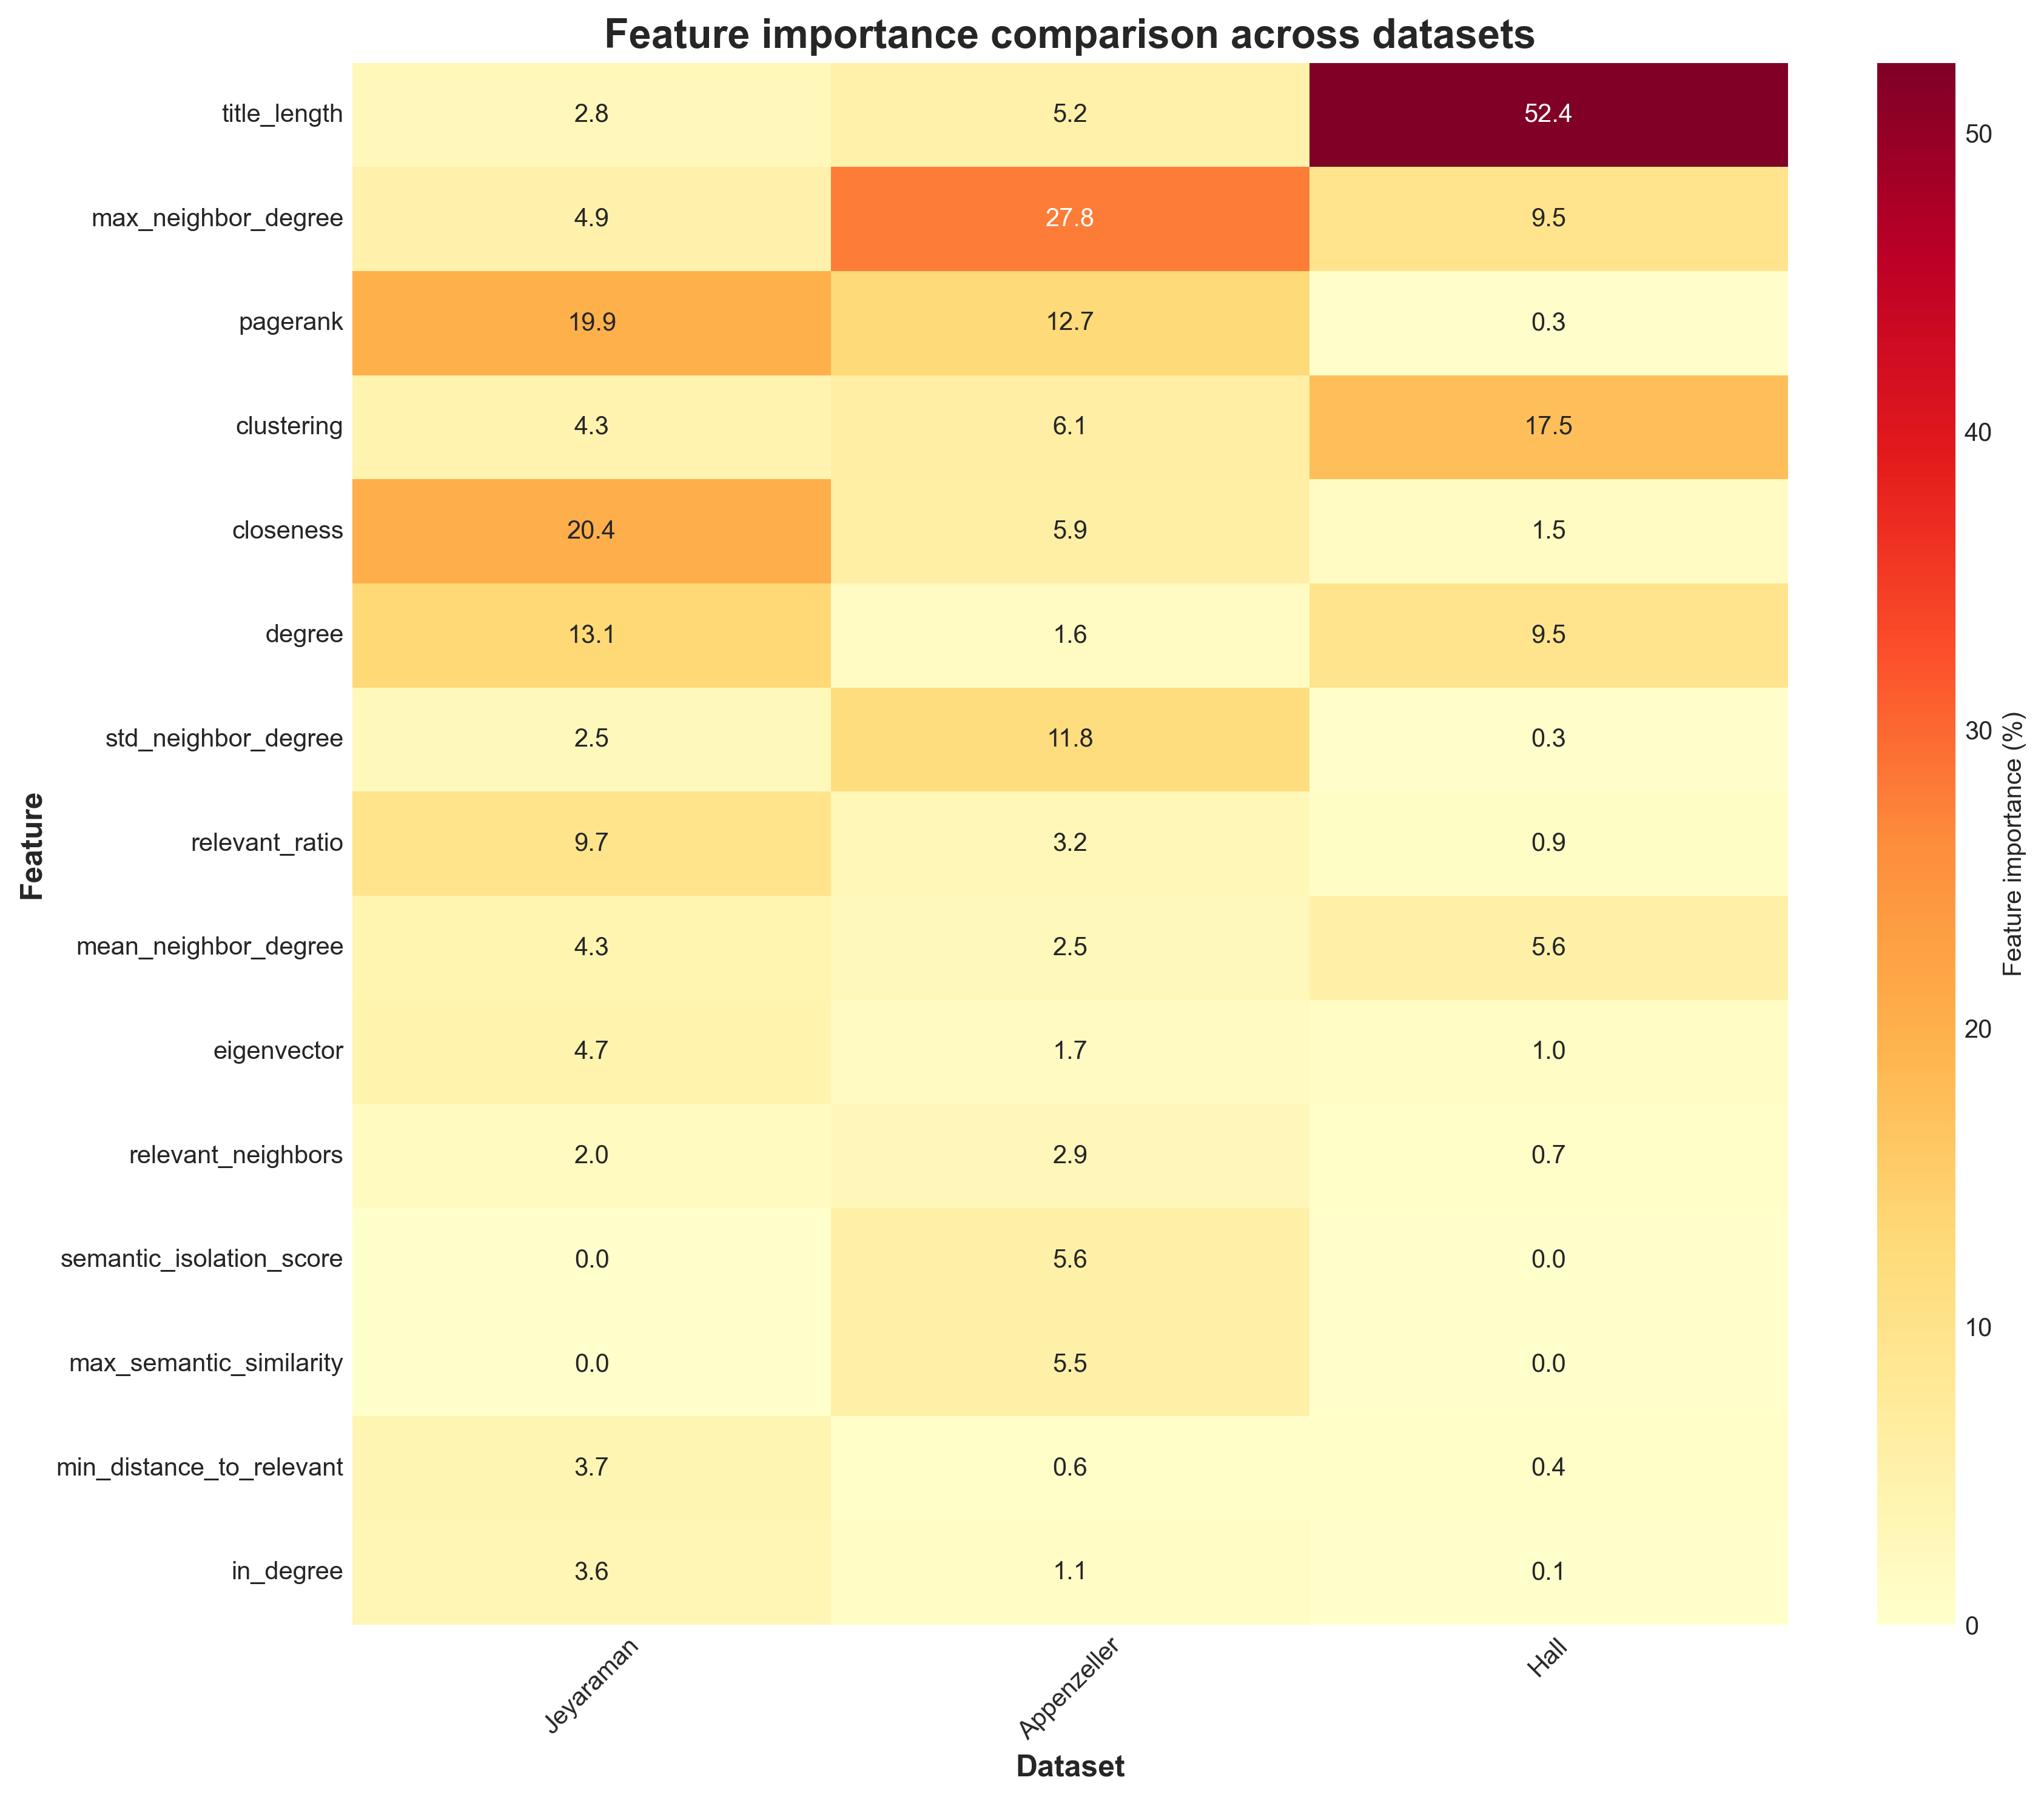 Feature importance comparison across datasets
title_length 2.8 5.2 52.4
max_neighbor_degree 4.9 27.8 9.5
pagerank 19.9 12.7 0.3
clustering 4.3 6.1 17.5
closeness 20.4 5.9 1.5
degree 13.1 1.6 9.5
std_neighbor_degree 2.5 11.8 0.3
relevant_ratio 9.7 3.2 0.9
mean_neighbor_degree 4.3 2.5 5.6
eigenvector 4.7 1.7 1.0
relevant_neighbors 2.0 2.9 0.7
semantic_isolation_score 0.0 5.6 0.0
max_semantic_similarity 0.0 5.5 0.0
min_distance_to_relevant 3.7 0.6 0.4
in_degree 3.6 1.1 0.1
Jeyaraman Appenzeller Hall
Dataset
Feature
50
40
30
20
10
0
Feature importance (%)